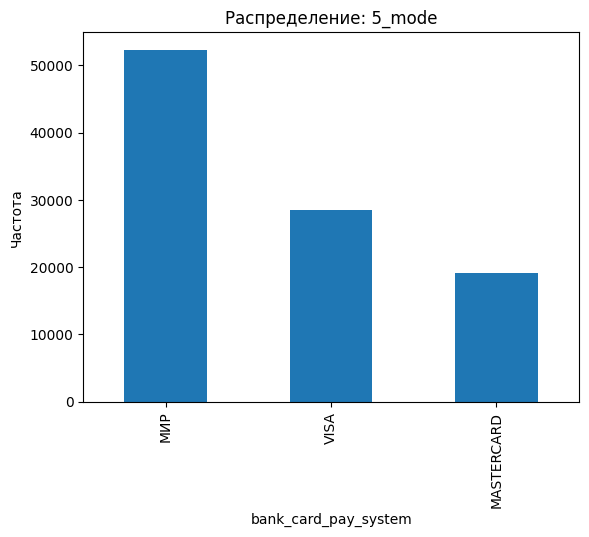 Распределение: 5_mode
50000
40000
30000
20000
10000
0
Частота
МИР
VISA
MASTERCARD
bank_card_pay_system